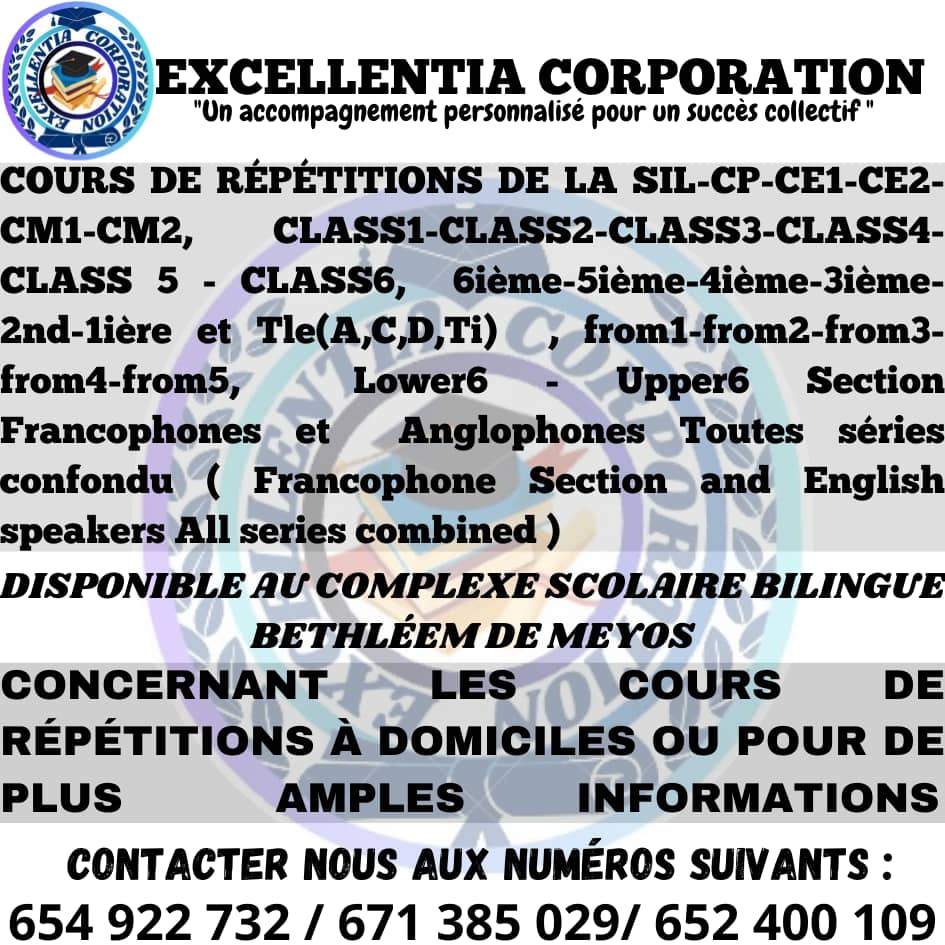 EXCELLENTIA CORPORATION
EXCELLENTIA CORPORATION
"Un accompagnement personnalisé pour un succès collectif "
COURS DE RÉPÉTITIONS DE LA SIL-CP-CE1-CE2-
CM1-CM2, CLASS1-CLASS2-CLASS3-CLASS4-
CLASS 5 - CLASS6, 6ième-5ième-4ième-3ième-
2nd-1ière et Tle(A,C,D,Ti) , from1-from2-from3-
from4-from5, Lower6 - Upper6 Section
Francophones et Anglophones Toutes séries
confondu ( Francophone Section and English
speakers All series combined )
DISPONIBLE AU COMPLEXE SCOLAIRE BILINGUE
BETHLÉEM DE MEYOS
CONCERNANT LES COURS DE
RÉPÉTITIONS À DOMICILES OU POUR DE
PLUS AMPLES INFORMATIONS
CONTACTER NOUS AUX NUMÉROS SUIVANTS :
654 922 732 / 671 385 029/ 652 400 109
EXCELLENTIA CORPORATION